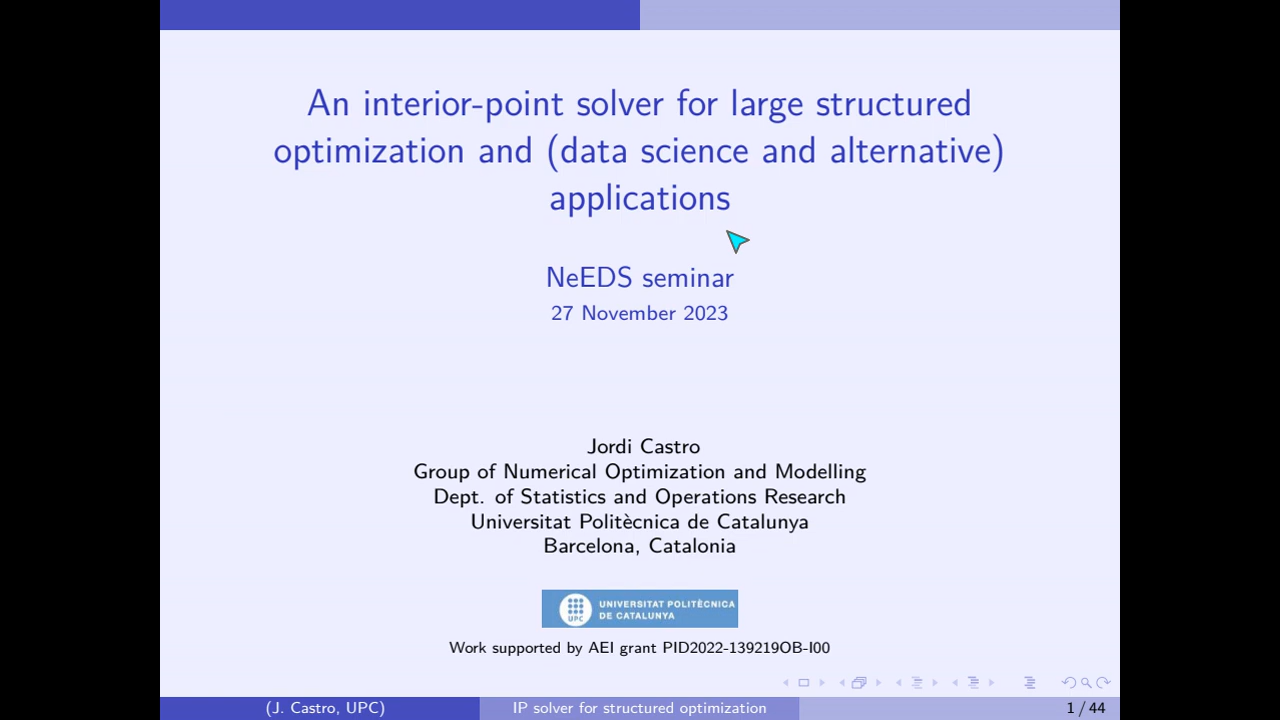 An interior-point solver for large structured
optimization and (data science and alternative)
applications
NeEDS seminar
27 November 2023
Jordi Castro
Group of Numerical Optimization and Modelling
Dept. of Statistics and Operations Research
Universitat Politècnica de Catalunya
Barcelona, Catalonia
UPC
UNIVERSITAT POLITÈCNICA
DE CATALUNYA
Work supported by AEI grant PID2022-139219OB-I00
(J. Castro, UPC)
IP solver for structured optimization
1 / 44